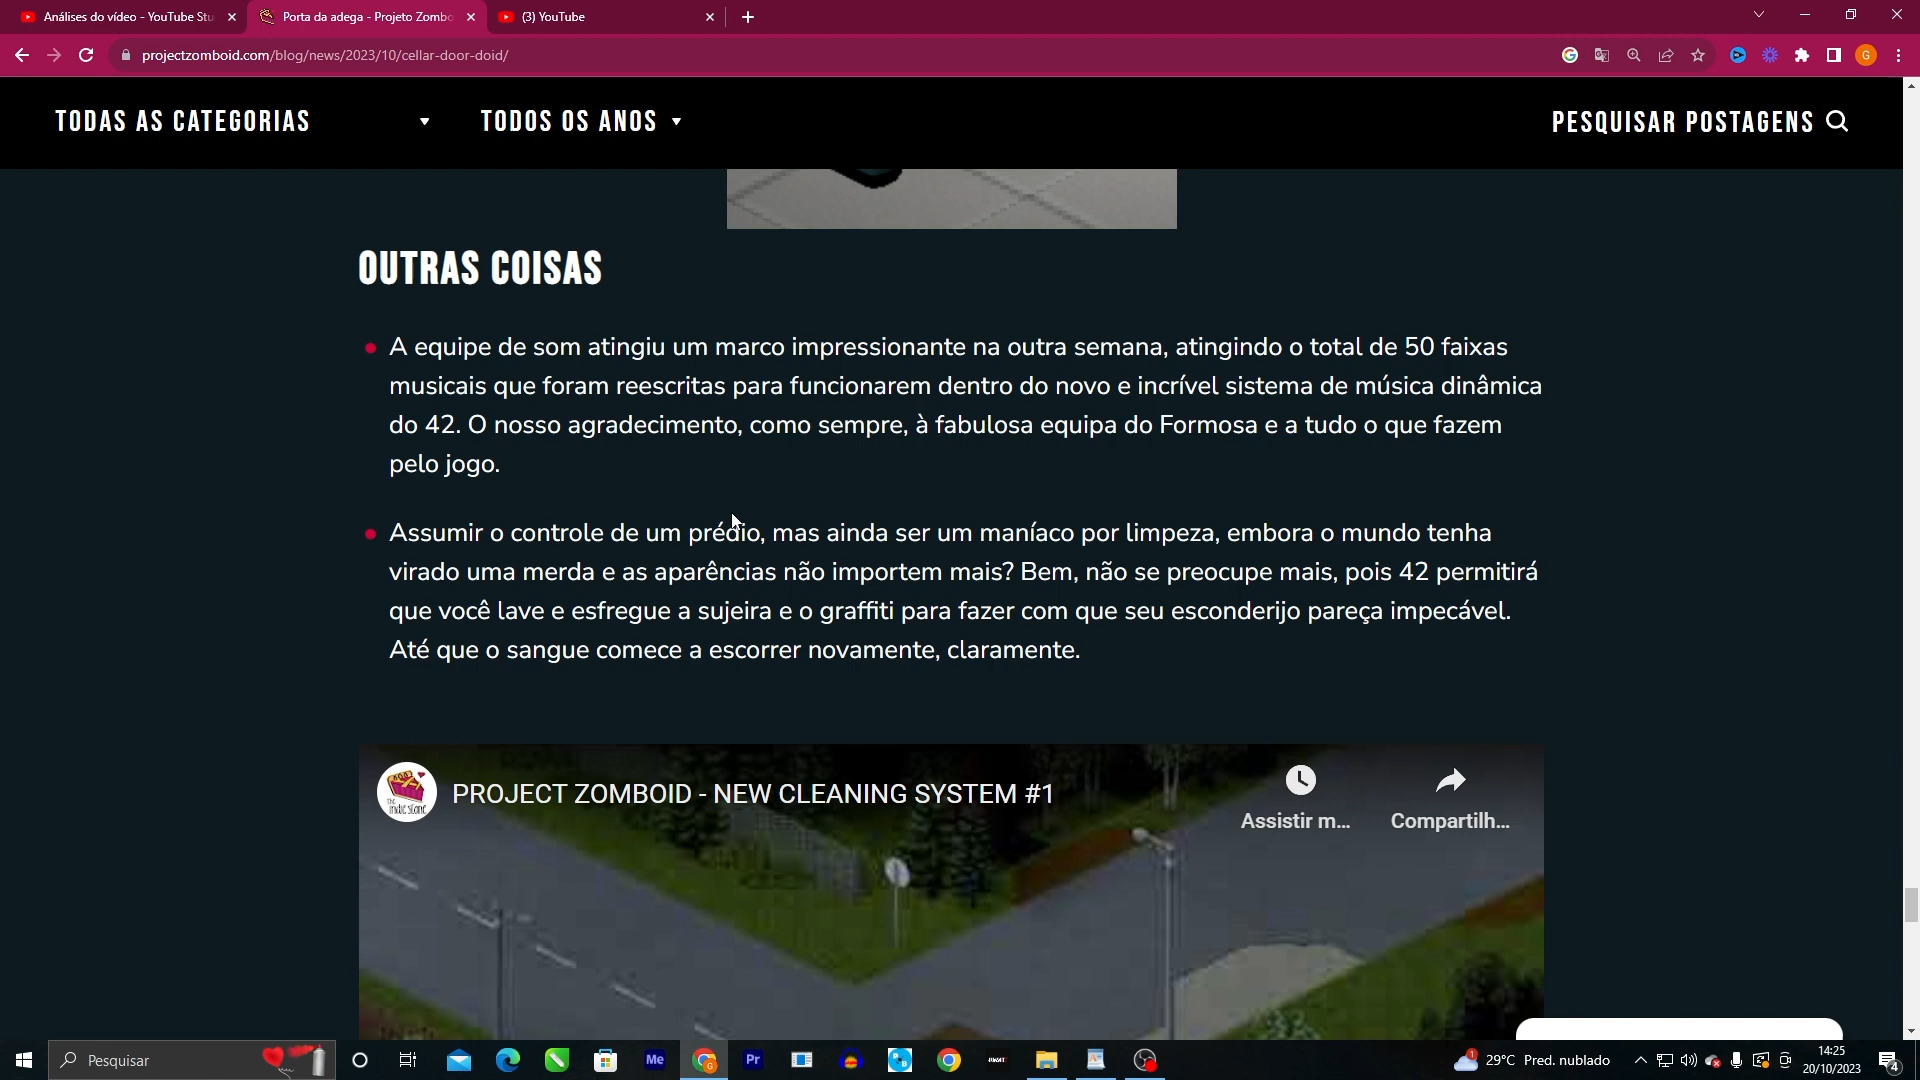 Análises do vídeo - YouTube Stu
Porta da adega - Projeto Zombo
(3) YouTube
projectzomboid.com/blog/news/2023/10/cellar-door-doid/
G
TODAS AS CATEGORIAS
TODOS OS ANOS
PESQUISAR POSTAGENS
OUTRAS COISAS
A equipe de som atingiu um marco impressionante na outra semana, atingindo o total de 50 faixas
musicais que foram reescritas para funcionarem dentro do novo e incrível sistema de música dinâmica
do 42. O nosso agradecimento, como sempre, à fabulosa equipa do Formosa e a tudo o que fazem
pelo jogo.
Assumir o controle de um prédio, mas ainda ser um maníaco por limpeza, embora o mundo tenha
virado uma merda e as aparências não importem mais? Bem, não se preocupe mais, pois 42 permitirá
que você lave e esfregue a sujeira e o graffiti para fazer com que seu esconderijo pareça impecável.
Até que o sangue comece a escorrer novamente, claramente.
the indie stone
PROJECT ZOMBOID - NEW CLEANING SYSTEM #1
Assistir m...
Compartilh...
Pesquisar
Me
Pr
1
29°C Pred. nublado
14:25
20/10/2023
4